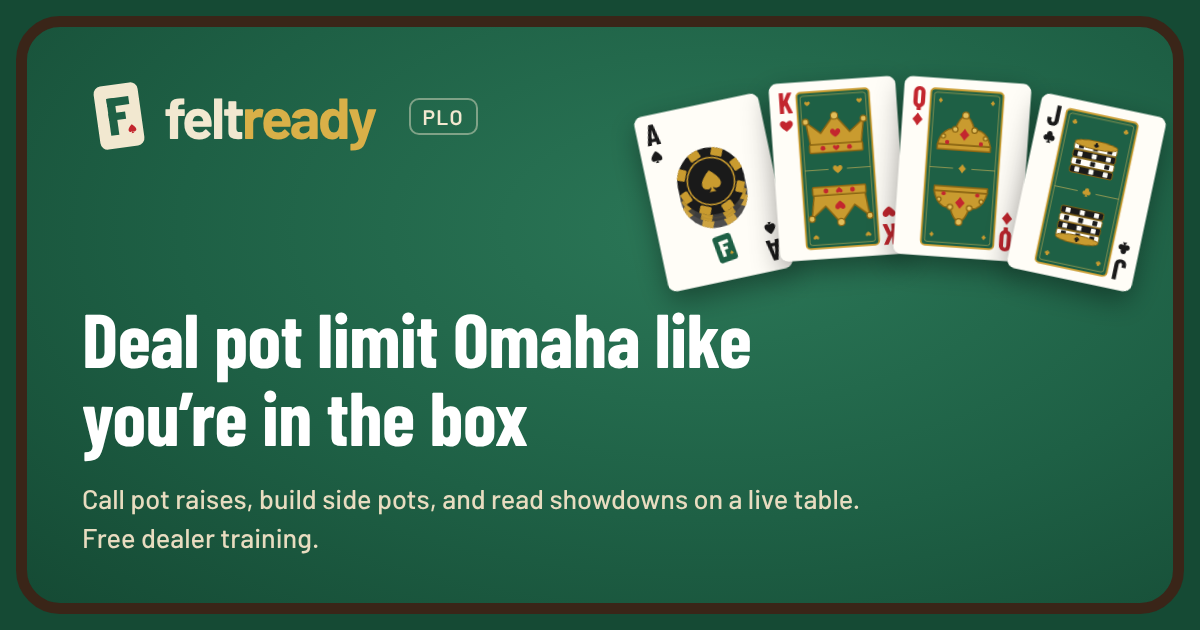 F feltready PLO
A K Q J
F
A K Q J
Deal pot limit Omaha like
you’re in the box
Call pot raises, build side pots, and read showdowns on a live table.
Free dealer training.